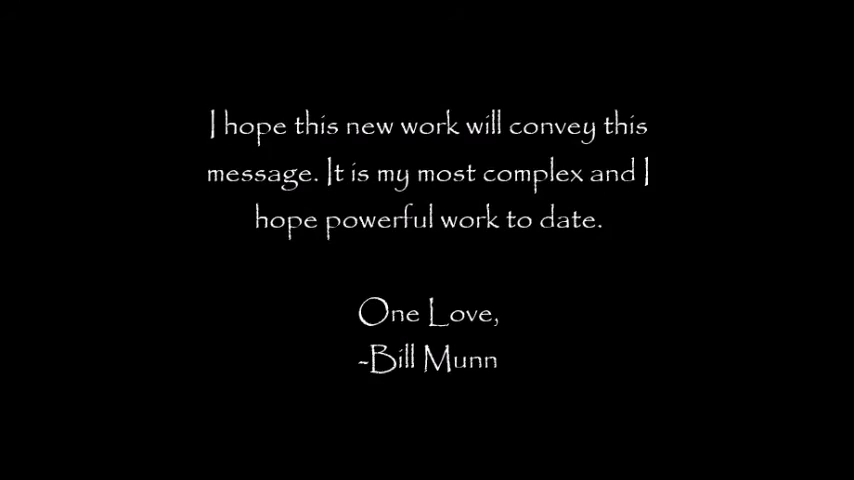 I hope this new work will convey this
message. It is my most complex and I
hope powerful work to date.
One Love,
-Bill Munn